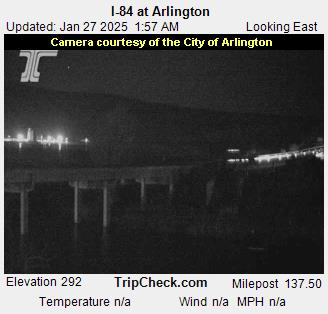 I-84 at Arlington
Updated: Jan 27 2025 1:57 AM Looking East
Camera courtesy of the City of Arlington
Elevation 292 TripCheck.com Milepost 137.50
Temperature n/a Wind n/a MPH n/a